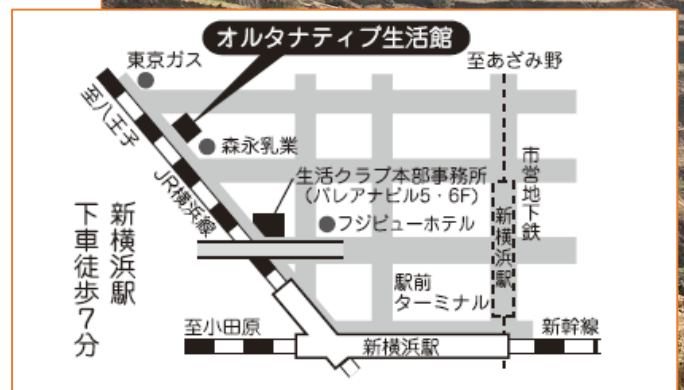 オルタナティブ生活館
東京ガス
至あざみ野
至八王子
森永乳業
市営地下鉄
生活クラブ本部事務所
（バレアナビル5・6F）
JR横浜線
フジビューホテル
新横浜駅
新横浜駅
下車徒歩7分
駅前
ターミナル
至小田原
新幹線
新横浜駅